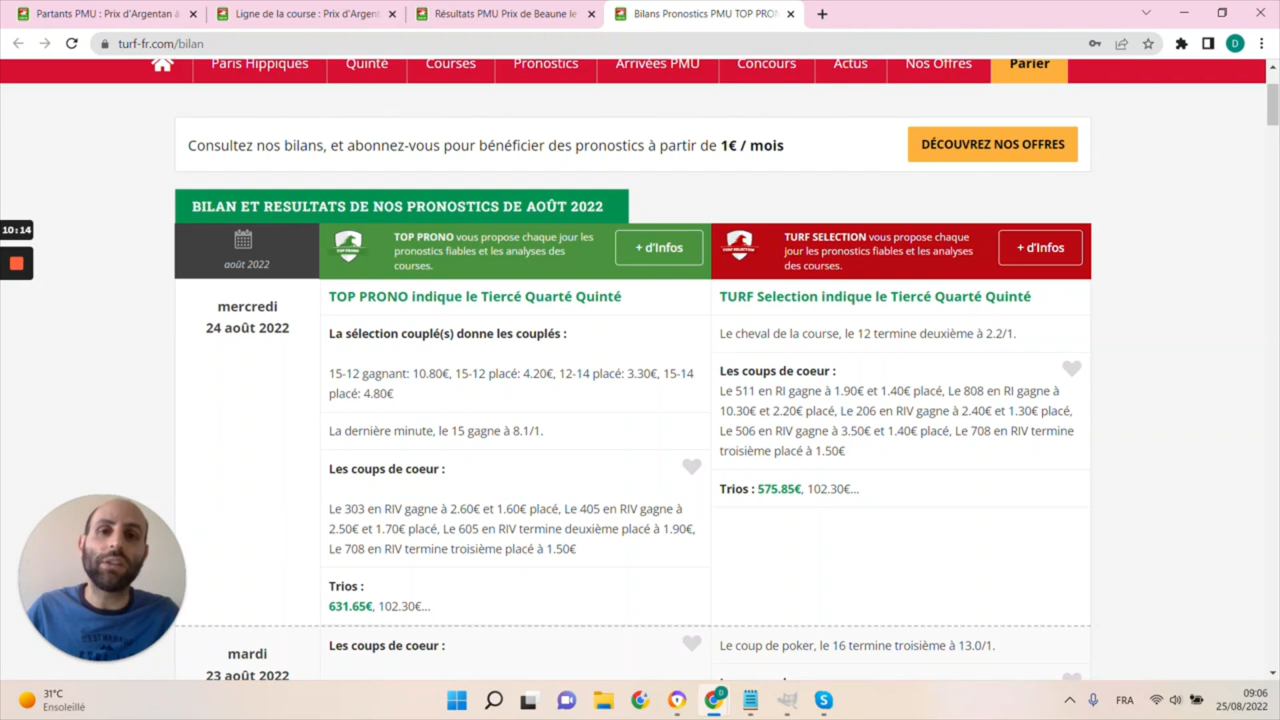 Partants PMU : Prix d'Argentan à
Ligne de la course : Prix d'Argent
Résultats PMU Prix de Beaune le
Bilans Pronostics PMU TOP PRON
turf-fr.com/bilan
D
Paris Hippiques
Quinté
Courses
Pronostics
Arrivées PMU
Concours
Actus
Nos Offres
Parier
Consultez nos bilans, et abonnez-vous pour bénéficier des pronostics à partir de 1€ / mois
DÉCOUVREZ NOS OFFRES
BILAN ET RESULTATS DE NOS PRONOSTICS DE AOÛT 2022
10:14
août 2022
TOP PRONO
TOP PRONO vous propose chaque jour les
pronostics fiables et les analyses des
courses.
+ d'Infos
TURF SELECTION
TURF SELECTION vous propose chaque
jour les pronostics fiables et les analyses
des courses.
+ d'Infos
mercredi
24 août 2022
TOP PRONO indique le Tiercé Quarté Quinté
La sélection couplé(s) donne les couplés :
15-12 gagnant: 10.80€, 15-12 placé: 4.20€, 12-14 placé: 3.30€, 15-14
placé: 4.80€
La dernière minute, le 15 gagne à 8.1/1.
Les coups de coeur :
Le 303 en RIV gagne à 2.60€ et 1.60€ placé, Le 405 en RIV gagne à
2.50€ et 1.70€ placé, Le 605 en RIV termine deuxième placé à 1.90€,
Le 708 en RIV termine troisième placé à 1.50€
Trios :
631.65€, 102.30€...
TURF Selection indique le Tiercé Quarté Quinté
Le cheval de la course, le 12 termine deuxième à 2.2/1.
Les coups de coeur :
Le 511 en RI gagne à 1.90€ et 1.40€ placé, Le 808 en RI gagne à
10.30€ et 2.20€ placé, Le 206 en RIV gagne à 2.40€ et 1.30€ placé,
Le 506 en RIV gagne à 3.50€ et 1.40€ placé, Le 708 en RIV termine
troisième placé à 1.50€
Trios : 575.85€, 102.30€...
mardi
23 août 2022
Les coups de coeur :
Le coup de poker, le 16 termine troisième à 13.0/1.
31°C
Ensoleillé
FRA
09:06
25/08/2022